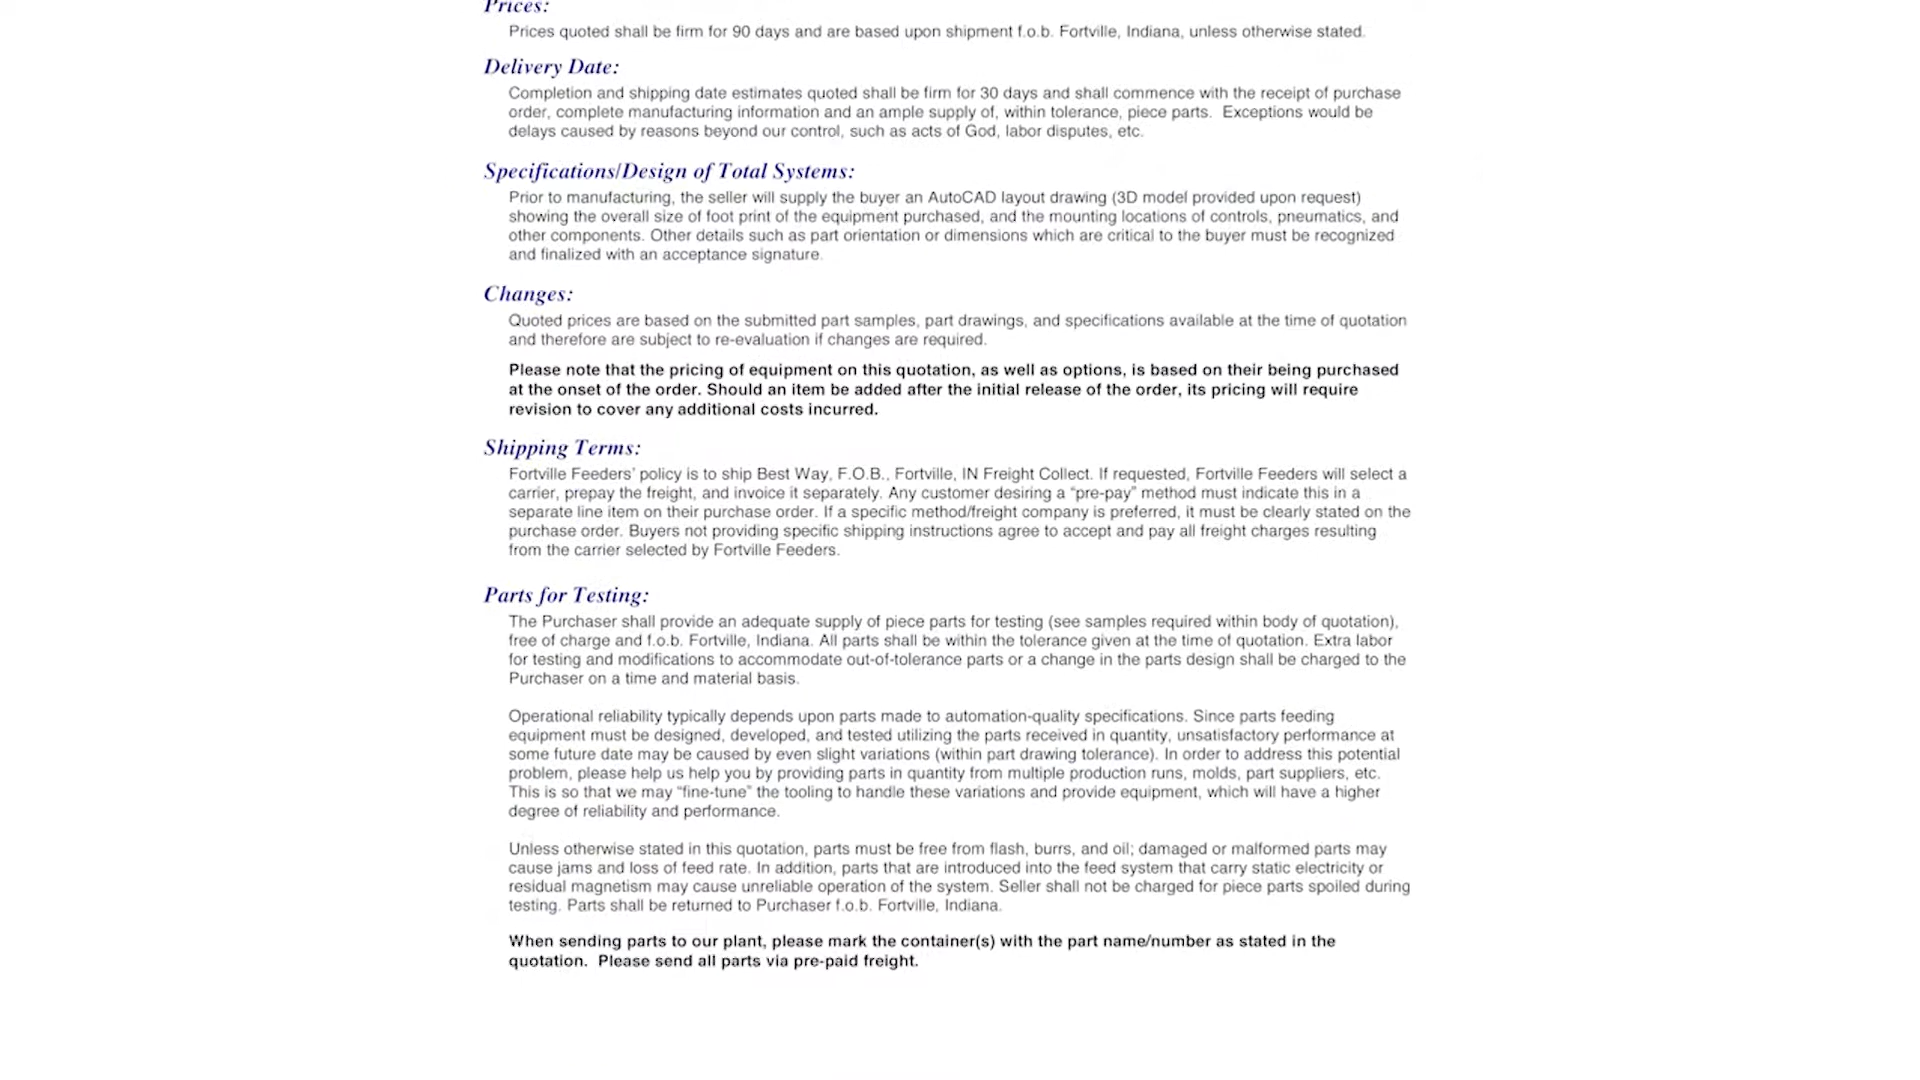 Prices:
Prices quoted shall be firm for 90 days and are based upon shipment f.o.b. Fortville, Indiana, unless otherwise stated.
Delivery Date:
Completion and shipping date estimates quoted shall be firm for 30 days and shall commence with the receipt of purchase
order, complete manufacturing information and an ample supply of, within tolerance, piece parts.  Exceptions would be
delays caused by reasons beyond our control, such as acts of God, labor disputes, etc.
Specifications/Design of Total Systems:
Prior to manufacturing, the seller will supply the buyer an AutoCAD layout drawing (3D model provided upon request)
showing the overall size of foot print of the equipment purchased, and the mounting locations of controls, pneumatics, and
other components. Other details such as part orientation or dimensions which are critical to the buyer must be recognized
and finalized with an acceptance signature.
Changes:
Quoted prices are based on the submitted part samples, part drawings, and specifications available at the time of quotation
and therefore are subject to re-evaluation if changes are required.
Please note that the pricing of equipment on this quotation, as well as options, is based on their being purchased
at the onset of the order. Should an item be added after the initial release of the order, its pricing will require
revision to cover any additional costs incurred.
Shipping Terms:
Fortville Feeders' policy is to ship Best Way, F.O.B., Fortville, IN Freight Collect. If requested, Fortville Feeders will select a
carrier, prepay the freight, and invoice it separately. Any customer desiring a “pre-pay” method must indicate this in a
separate line item on their purchase order. If a specific method/freight company is preferred, it must be clearly stated on the
purchase order. Buyers not providing specific shipping instructions agree to accept and pay all freight charges resulting
from the carrier selected by Fortville Feeders.
Parts for Testing:
The Purchaser shall provide an adequate supply of piece parts for testing (see samples required within body of quotation),
free of charge and f.o.b. Fortville, Indiana. All parts shall be within the tolerance given at the time of quotation. Extra labor
for testing and modifications to accommodate out-of-tolerance parts or a change in the parts design shall be charged to the
Purchaser on a time and material basis.
Operational reliability typically depends upon parts made to automation-quality specifications. Since parts feeding
equipment must be designed, developed, and tested utilizing the parts received in quantity, unsatisfactory performance at
some future date may be caused by even slight variations (within part drawing tolerance). In order to address this potential
problem, please help us help you by providing parts in quantity from multiple production runs, molds, part suppliers, etc.
This is so that we may “fine-tune” the tooling to handle these variations and provide equipment, which will have a higher
degree of reliability and performance.
Unless otherwise stated in this quotation, parts must be free from flash, burrs, and oil; damaged or malformed parts may
cause jams and loss of feed rate. In addition, parts that are introduced into the feed system that carry static electricity or
residual magnetism may cause unreliable operation of the system. Seller shall not be charged for piece parts spoiled during
testing. Parts shall be returned to Purchaser f.o.b. Fortville, Indiana.
When sending parts to our plant, please mark the container(s) with the part name/number as stated in the
quotation.  Please send all parts via pre-paid freight.